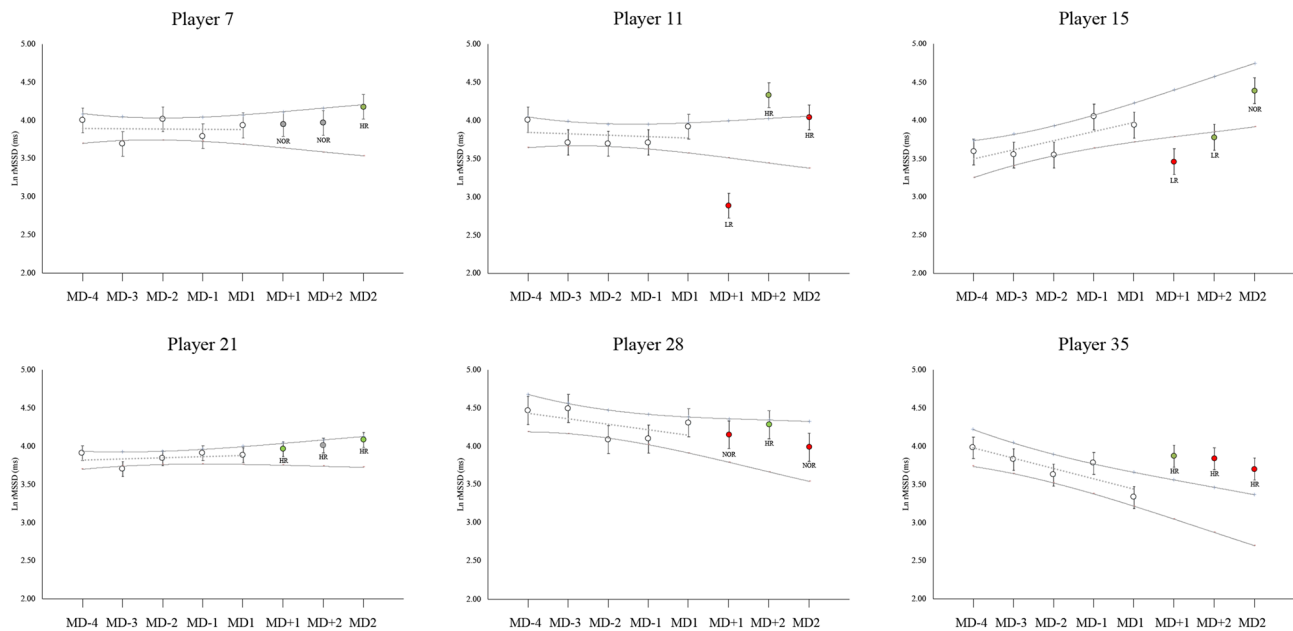 Player 7
Ln rMSSD (ms)
5.00
4.50
4.00
3.50
3.00
2.50
2.00
NOR
NOR
HR
MD-4 MD-3 MD-2 MD-1 MD1 MD+1 MD+2 MD2
Player 11
Ln rMSSD (ms)
5.00
4.50
4.00
3.50
3.00
2.50
2.00
LR
HR
HR
MD-4 MD-3 MD-2 MD-1 MD1 MD+1 MD+2 MD2
Player 15
Ln rMSSD (ms)
5.00
4.50
4.00
3.50
3.00
2.50
2.00
LR
LR
NOR
MD-4 MD-3 MD-2 MD-1 MD1 MD+1 MD+2 MD2
Player 21
Ln rMSSD (ms)
5.00
4.50
4.00
3.50
3.00
2.50
2.00
HR
HR
HR
MD-4 MD-3 MD-2 MD-1 MD1 MD+1 MD+2 MD2
Player 28
Ln rMSSD (ms)
5.00
4.50
4.00
3.50
3.00
2.50
2.00
NOR
HR
NOR
MD-4 MD-3 MD-2 MD-1 MD1 MD+1 MD+2 MD2
Player 35
Ln rMSSD (ms)
5.00
4.50
4.00
3.50
3.00
2.50
2.00
HR
HR
HR
MD-4 MD-3 MD-2 MD-1 MD1 MD+1 MD+2 MD2